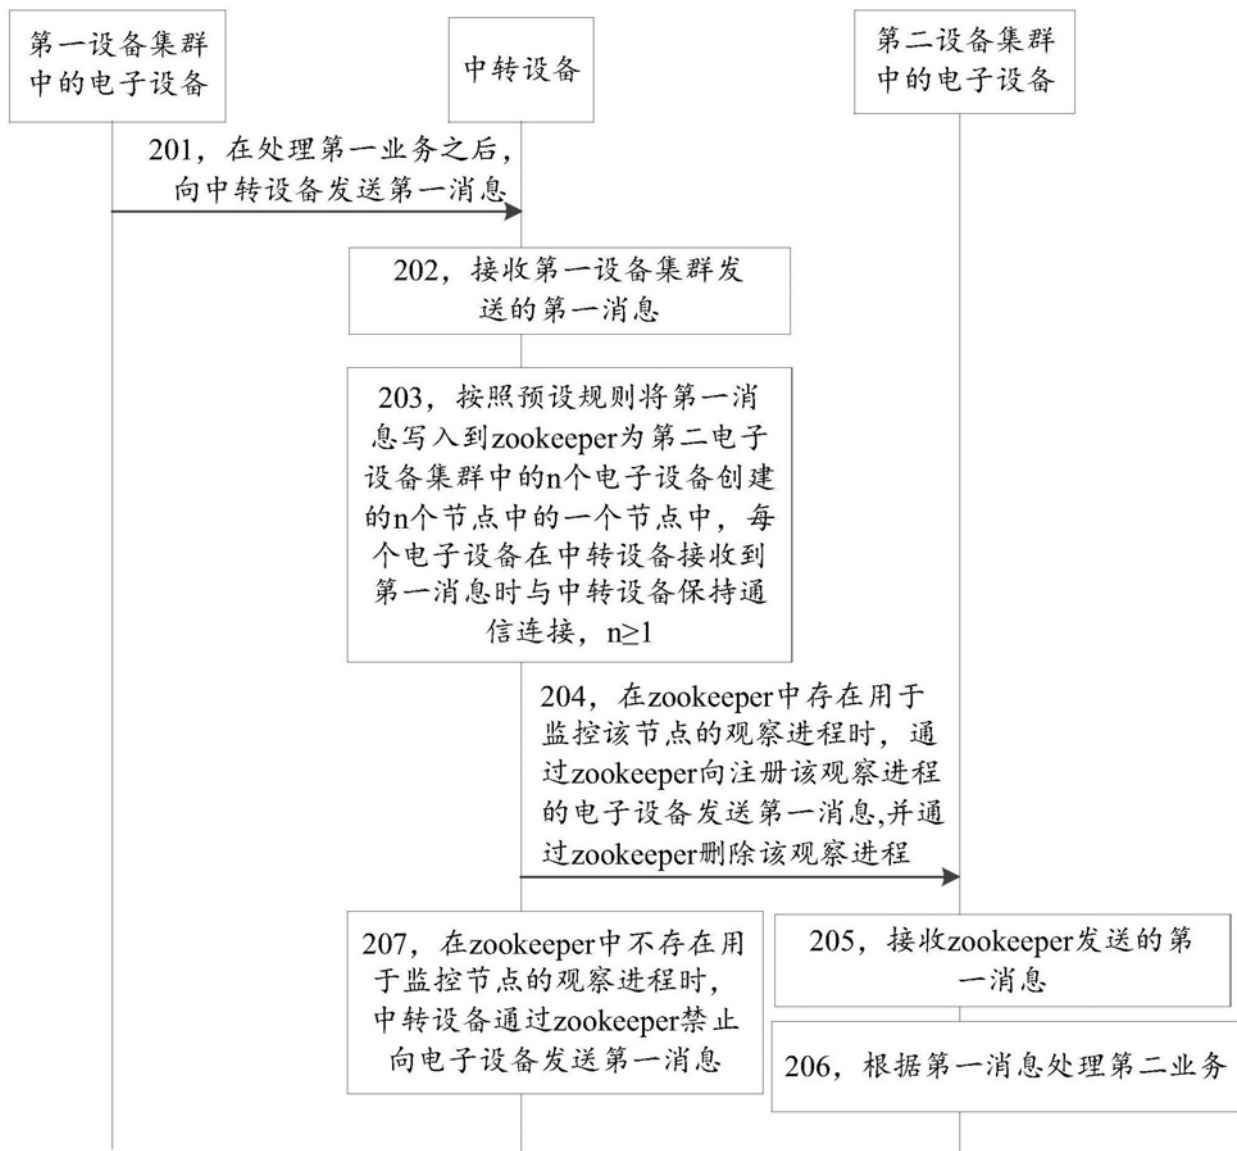 第一设备集群
中的电子设备
中转设备
第二设备集群
中的电子设备
201，在处理第一业务之后，
向中转设备发送第一消息
202，接收第一设备集群发
送的第一消息
203，按照预设规则将第一消
息写入到zookeeper为第二电子
设备集群中的n个电子设备创建
的n个节点中的一个节点中，每
个电子设备在中转设备接收到
第一消息时与中转设备保持通
信连接，n≥1
204，在zookeeper中存在用于
监控该节点的观察进程时，通
过zookeeper向注册该观察进程
的电子设备发送第一消息,并通
过zookeeper删除该观察进程
207，在zookeeper中不存在用
于监控节点的观察进程时，
中转设备通过zookeeper禁止
向电子设备发送第一消息
205，接收zookeeper发送的第
一消息
206，根据第一消息处理第二业务